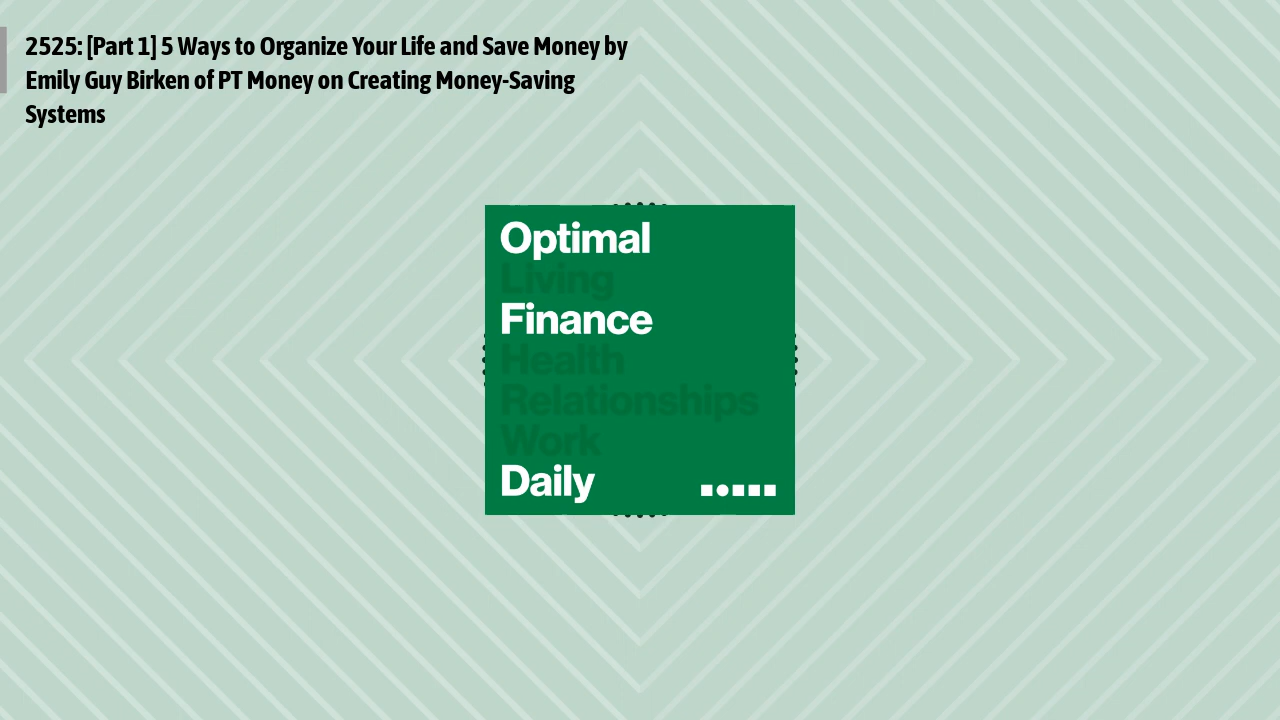 2525: [Part 1] 5 Ways to Organize Your Life and Save Money by
Emily Guy Birken of PT Money on Creating Money-Saving
Systems
Optimal
Living
Finance
Health
Relationships
Work
Daily